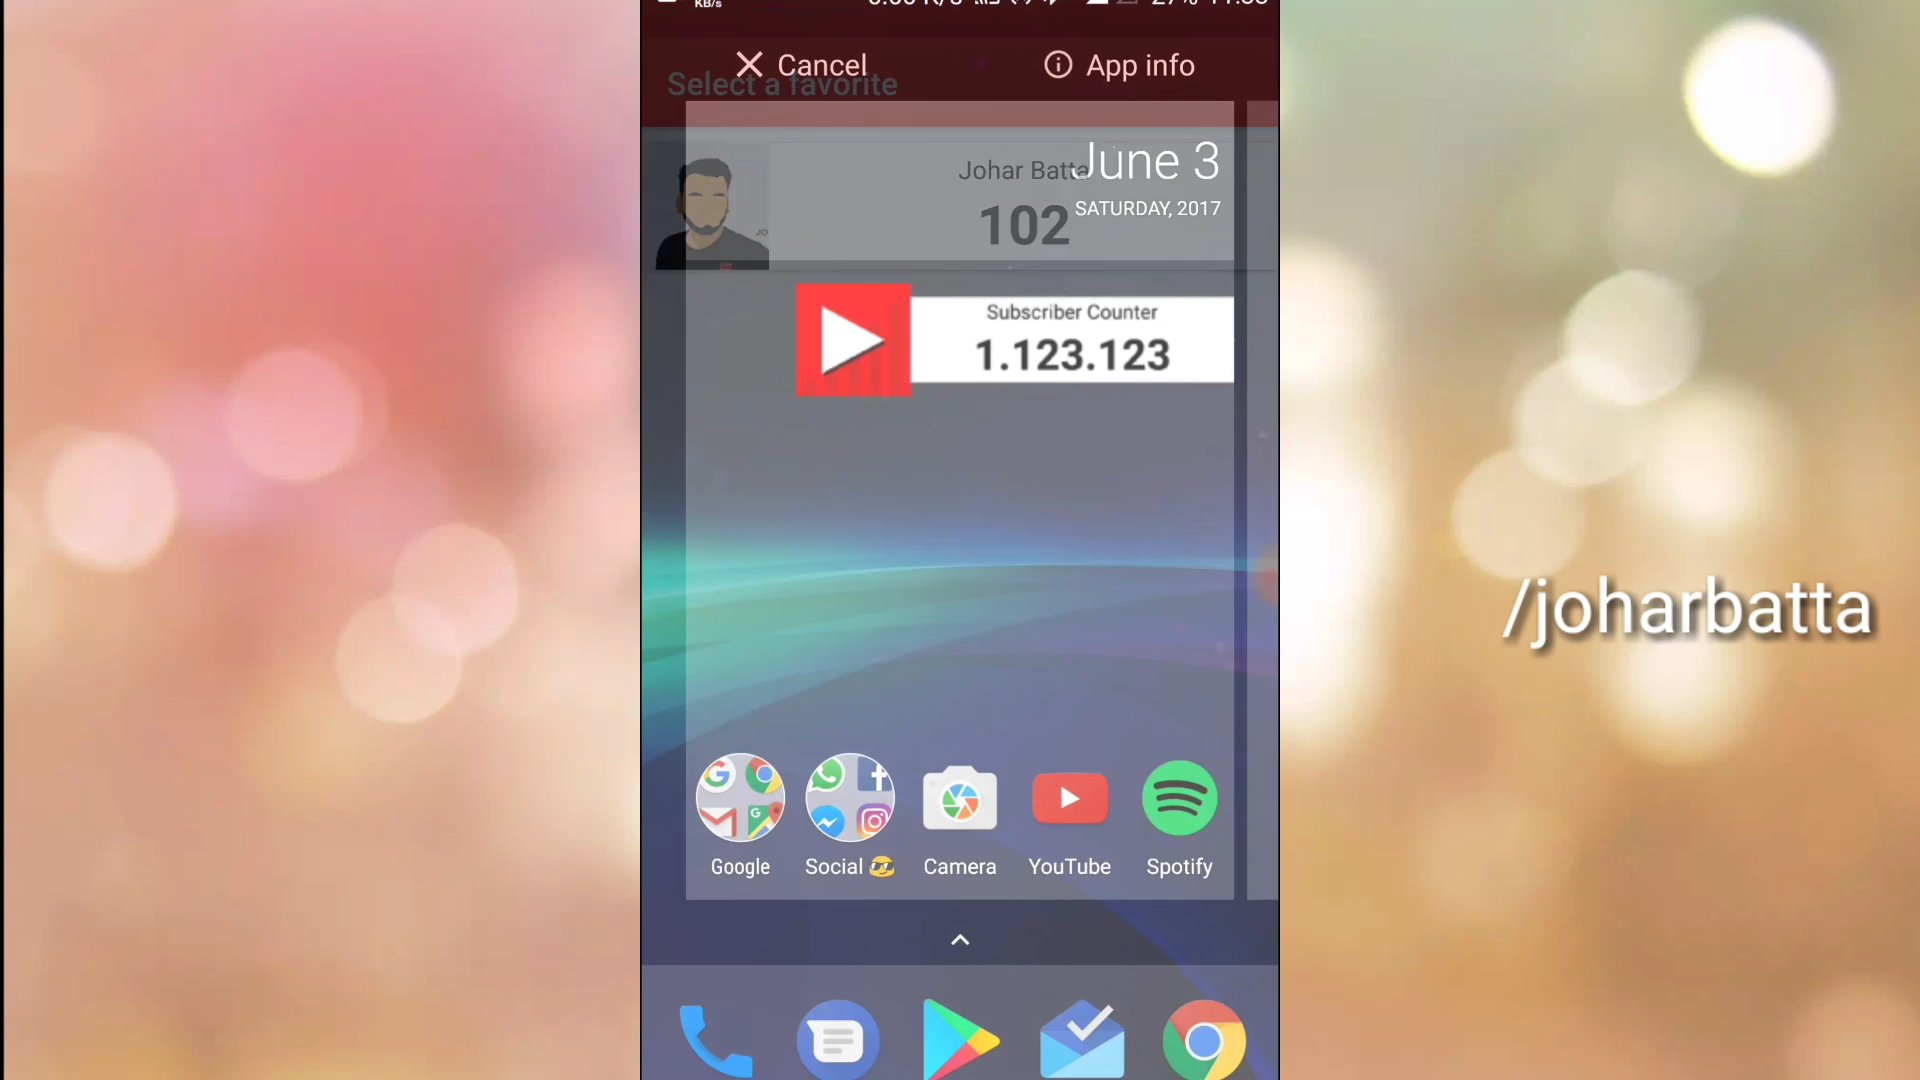 KB/s
Cancel
App info
Select a favorite
June 3
Johar Batta
SATURDAY, 2017
102
Subscriber Counter
1.123.123
/joharbatta
Google
Social 😎
Camera
YouTube
Spotify